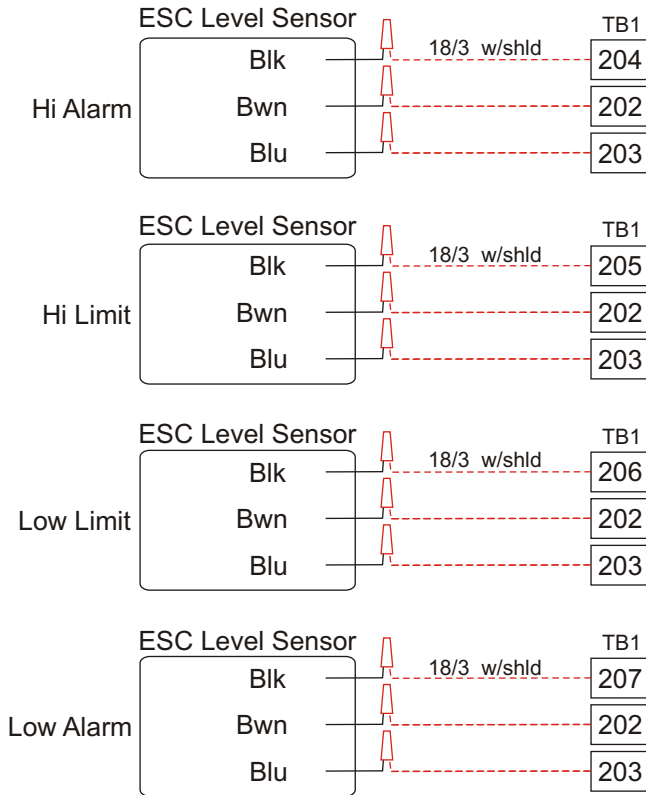 ESC Level Sensor
TB1
Blk
18/3 w/shld
204
Hi Alarm
Bwn
202
Blu
203
ESC Level Sensor
TB1
Blk
18/3 w/shld
205
Hi Limit
Bwn
202
Blu
203
ESC Level Sensor
TB1
Blk
18/3 w/shld
206
Low Limit
Bwn
202
Blu
203
ESC Level Sensor
TB1
Blk
18/3 w/shld
207
Low Alarm
Bwn
202
Blu
203